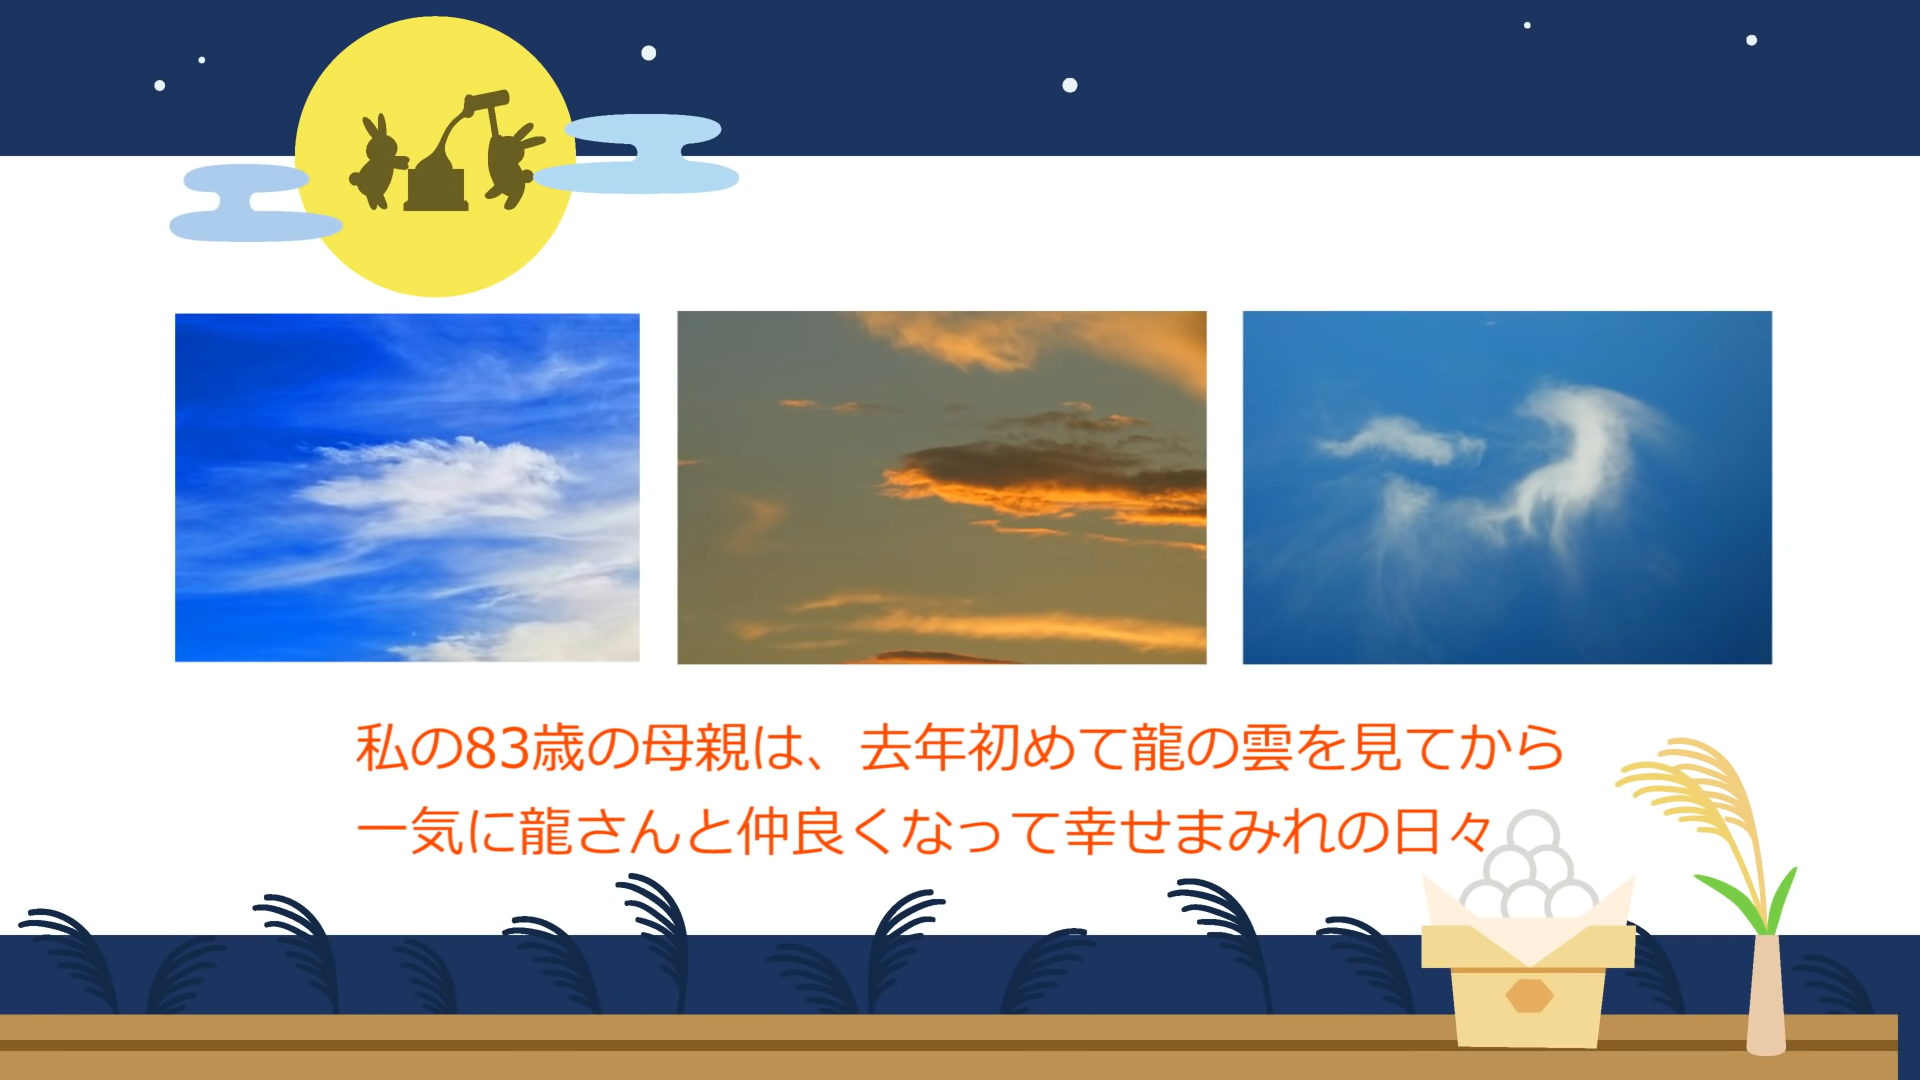 私の83歳の母親は、去年初めて龍の雲を見てから
一気に龍さんと仲良くなって幸せまみれの日々